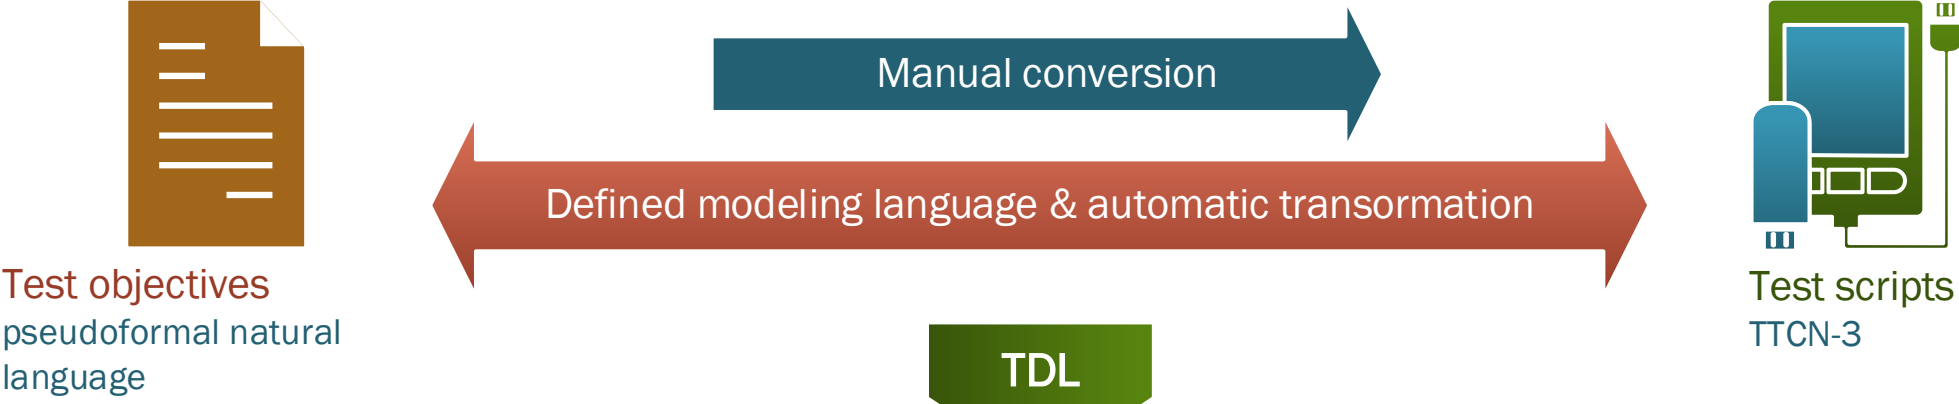 Manual conversion
Defined modeling language & automatic transormation
Test objectives
pseudoformal natural
language
TDL
Test scripts
TTCN-3